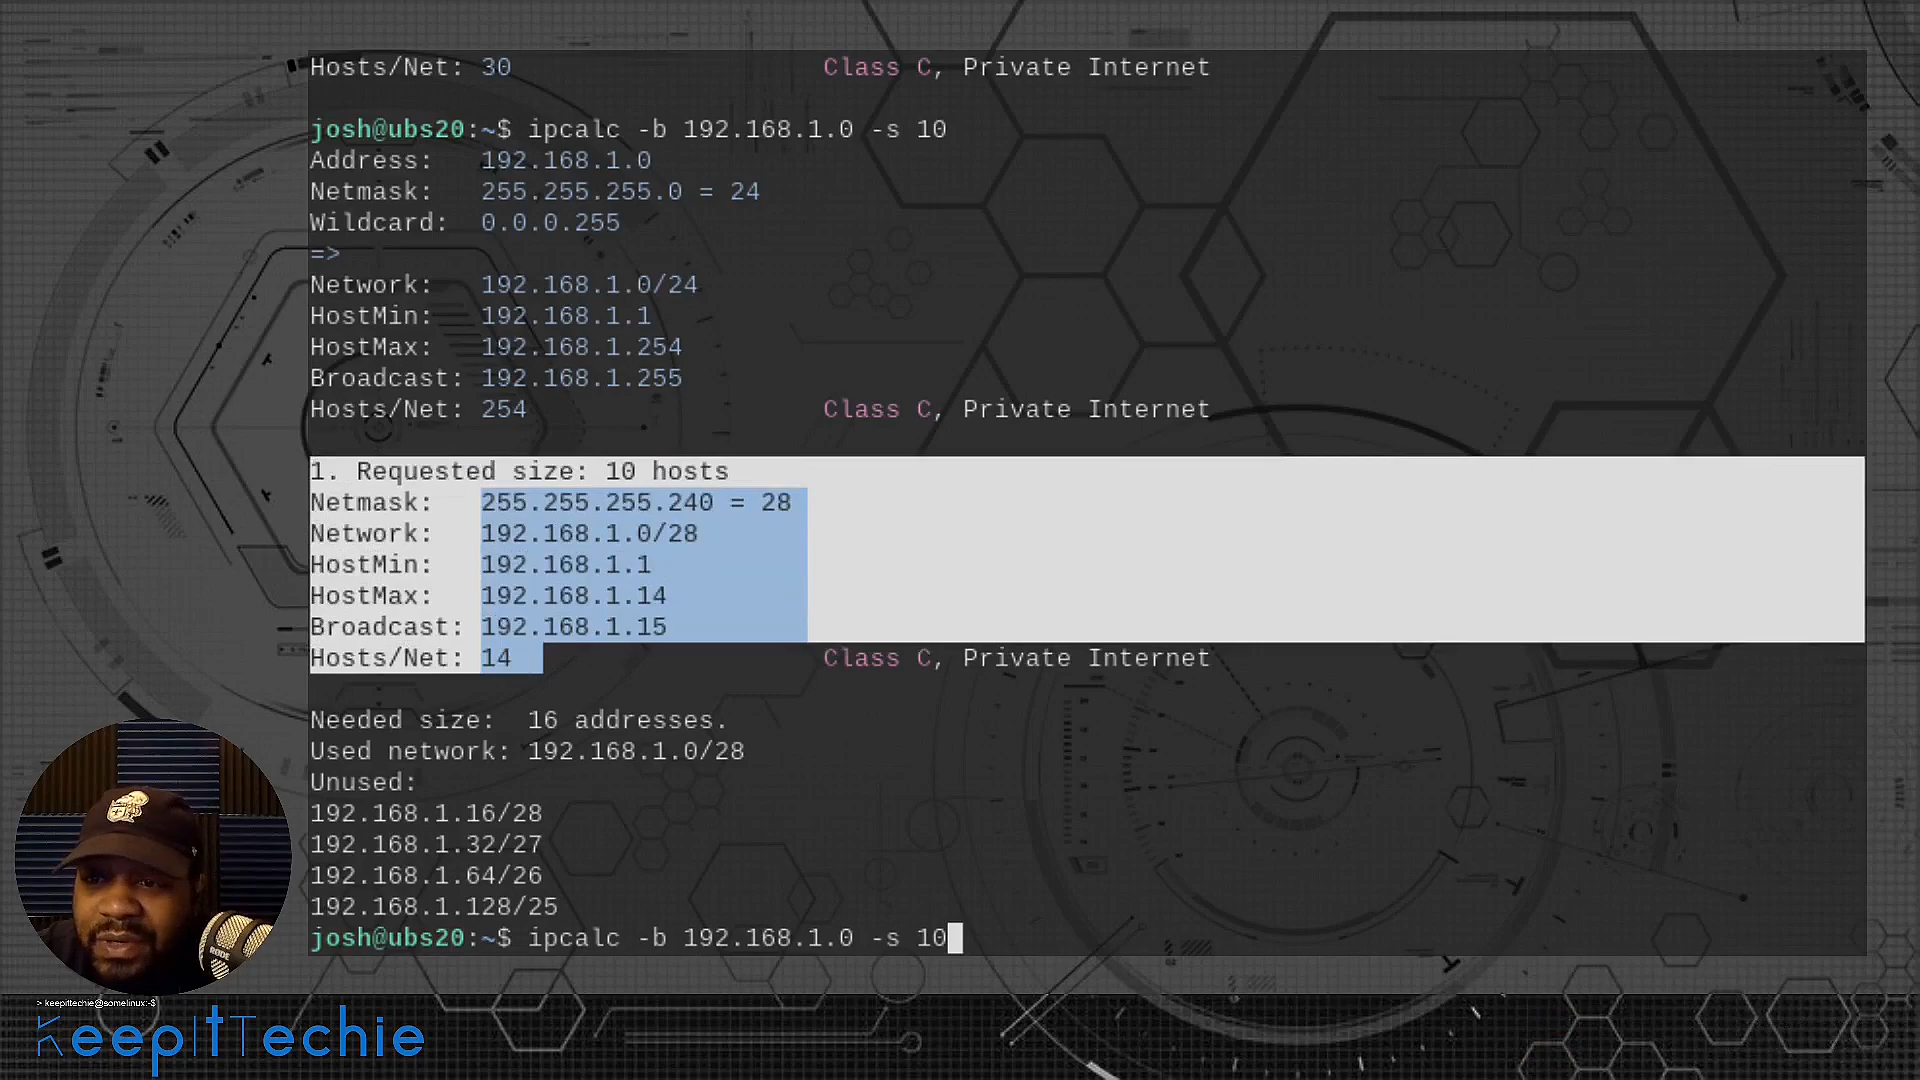 Hosts/Net: 30 Class C, Private Internet
josh@ubs20:~$ ipcalc -b 192.168.1.0 -s 10
Address: 192.168.1.0
Netmask: 255.255.255.0 = 24
Wildcard: 0.0.0.255
=>
Network: 192.168.1.0/24
HostMin: 192.168.1.1
HostMax: 192.168.1.254
Broadcast: 192.168.1.255
Hosts/Net: 254 Class C, Private Internet
1. Requested size: 10 hosts
Netmask: 255.255.255.240 = 28
Network: 192.168.1.0/28
HostMin: 192.168.1.1
HostMax: 192.168.1.14
Broadcast: 192.168.1.15
Hosts/Net: 14 Class C, Private Internet
Needed size: 16 addresses.
Used network: 192.168.1.0/28
Unused:
192.168.1.16/28
192.168.1.32/27
192.168.1.64/26
192.168.1.128/25
josh@ubs20:~$ ipcalc -b 192.168.1.0 -s 10
RODE
> keepittechie@somelinux:~$
KeepItTechie